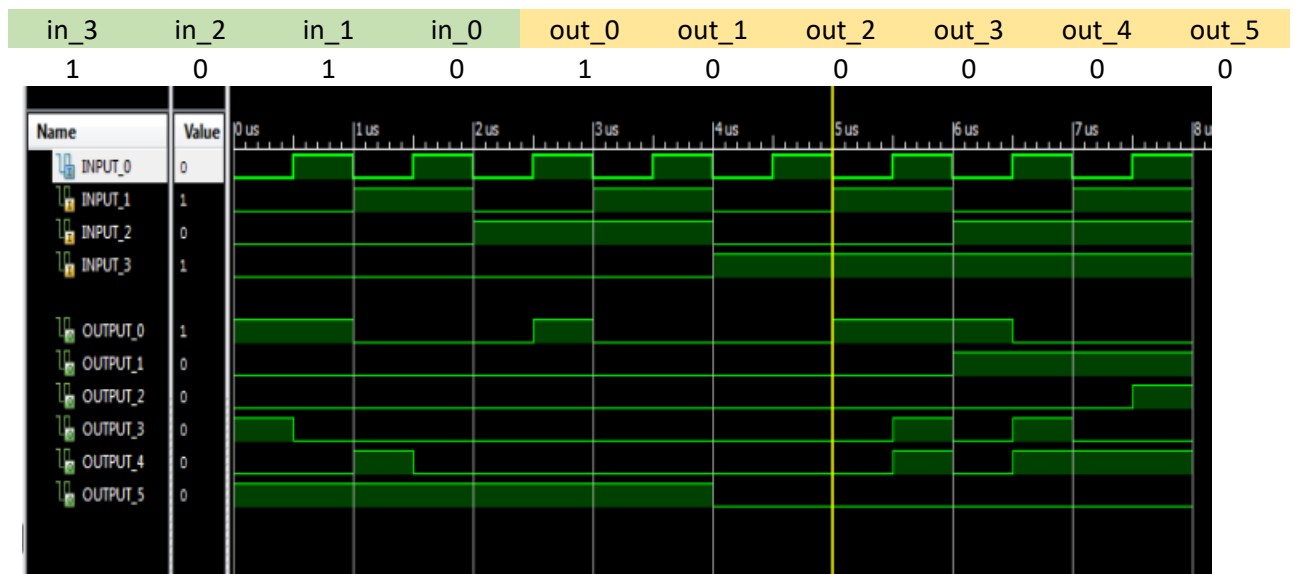 in_3 in_2 in_1 in_0 out_0 out_1 out_2 out_3 out_4 out_5
1 0 1 0 1 0 0 0 0 0
Name Value 0 us 1 us 2 us 3 us 4 us 5 us 6 us 7 us 8 u
INPUT_0 0
INPUT_1 1
INPUT_2 0
INPUT_3 1
OUTPUT_0 1
OUTPUT_1 0
OUTPUT_2 0
OUTPUT_3 0
OUTPUT_4 0
OUTPUT_5 0